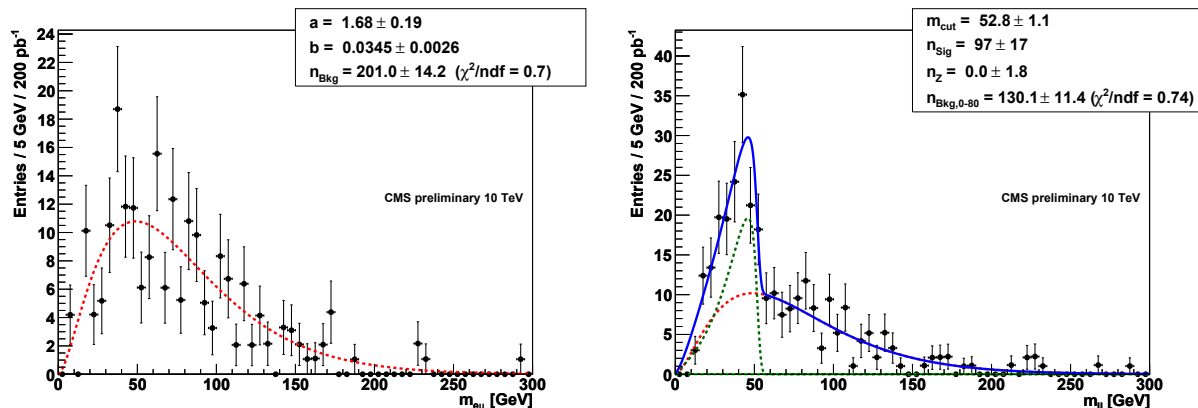 a = 1.68 ± 0.19
b = 0.0345 ± 0.0026
n_Bkg = 201.0 ± 14.2 (χ²/ndf = 0.7)
Entries / 5 GeV / 200 pb⁻¹
24
22
20
18
16
14
12
10
8
6
4
2
0
CMS preliminary 10 TeV
0 50 100 150 200 250 300
m_eμ [GeV]
m_cut = 52.8 ± 1.1
n_Sig = 97 ± 17
n_Z = 0.0 ± 1.8
n_Bkg,0-80 = 130.1 ± 11.4 (χ²/ndf = 0.74)
Entries / 5 GeV / 200 pb⁻¹
40
35
30
25
20
15
10
5
0
CMS preliminary 10 TeV
0 50 100 150 200 250 300
m_ll [GeV]